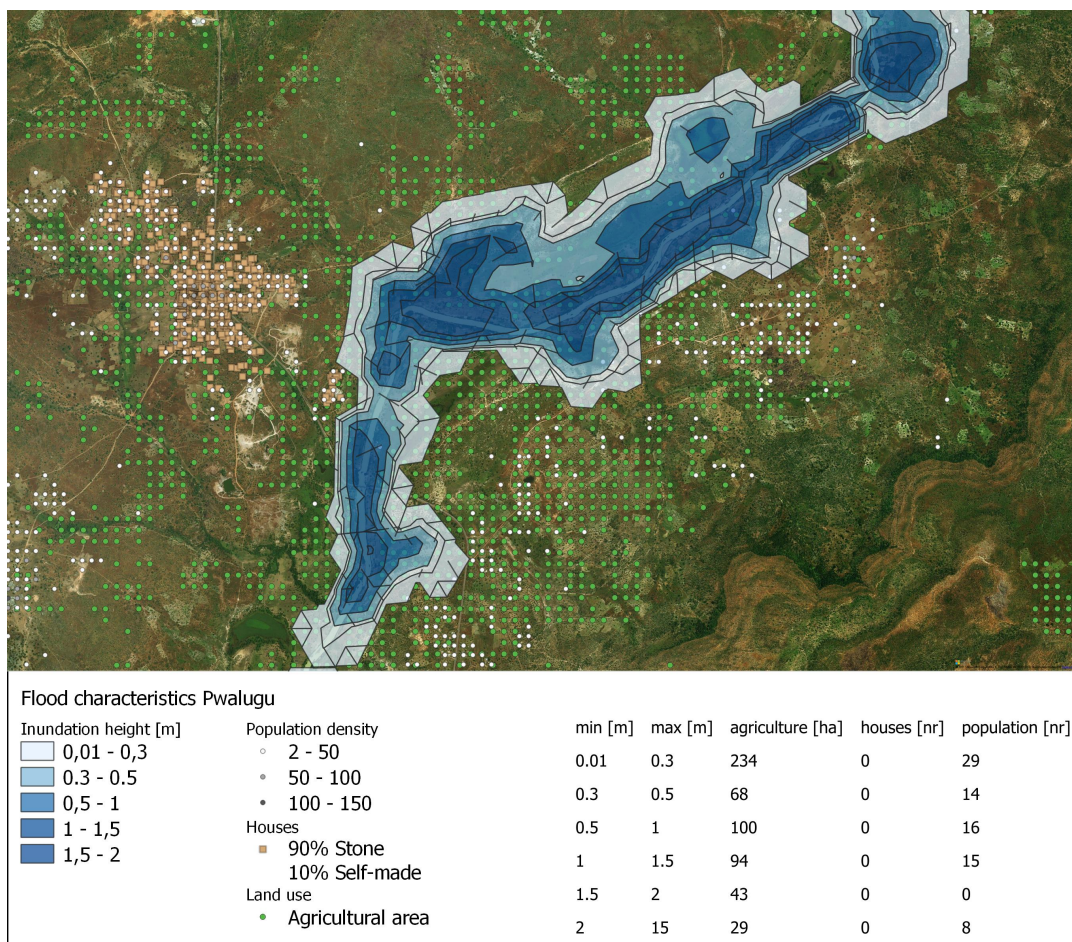 Flood characteristics Pwalugu
Inundation height [m]
0,01 - 0,3
0.3 - 0.5
0,5 - 1
1 - 1,5
1,5 - 2
Population density
2 - 50
50 - 100
100 - 150
Houses
90% Stone
10% Self-made
Land use
Agricultural area
min [m] max [m] agriculture [ha] houses [nr] population [nr]
0.01 0.3 234 0 29
0.3 0.5 68 0 14
0.5 1 100 0 16
1 1.5 94 0 15
1.5 2 43 0 0
2 15 29 0 8